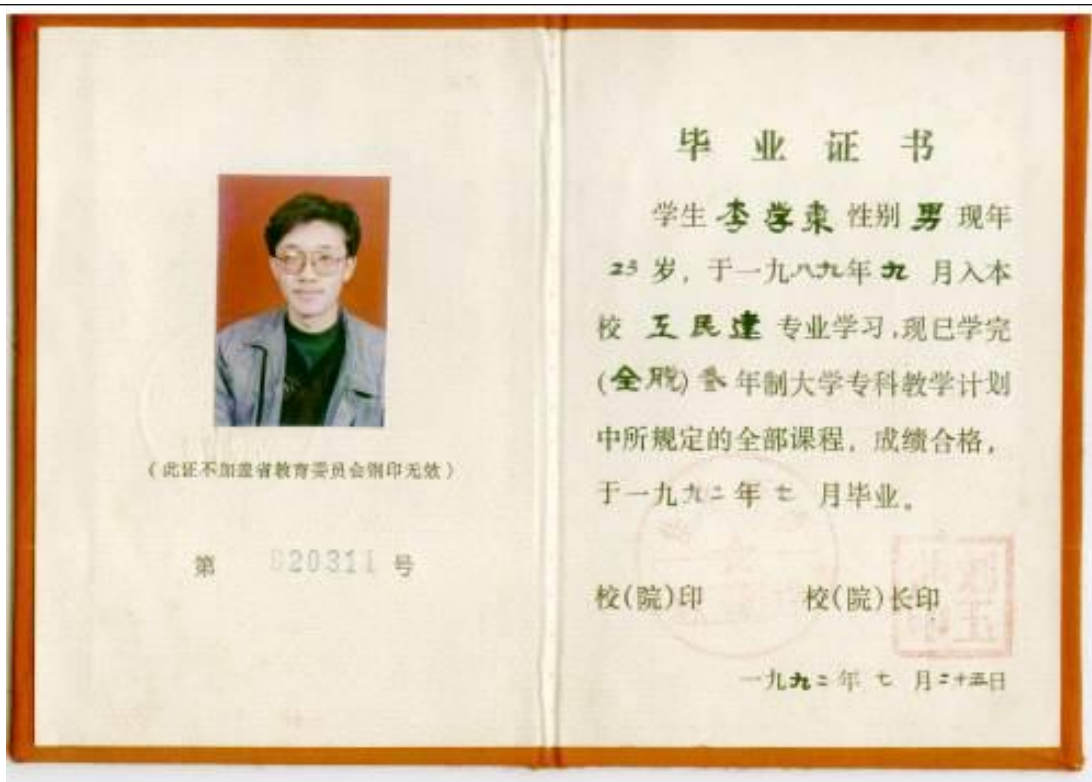 (此证不加盖省教育委员会钢印无效)
第 820311 号
毕业证书
学生 李学東 性别 男 现年
23 岁, 于一九八九年 九 月入本
校 工民建 专业学习,现已学完
(全脱) 叁 年制大学专科教学计划
中所规定的全部课程, 成绩合格,
于一九九二年 七 月毕业。
校(院)印 校(院)长印
一九九二年 七 月二十五日